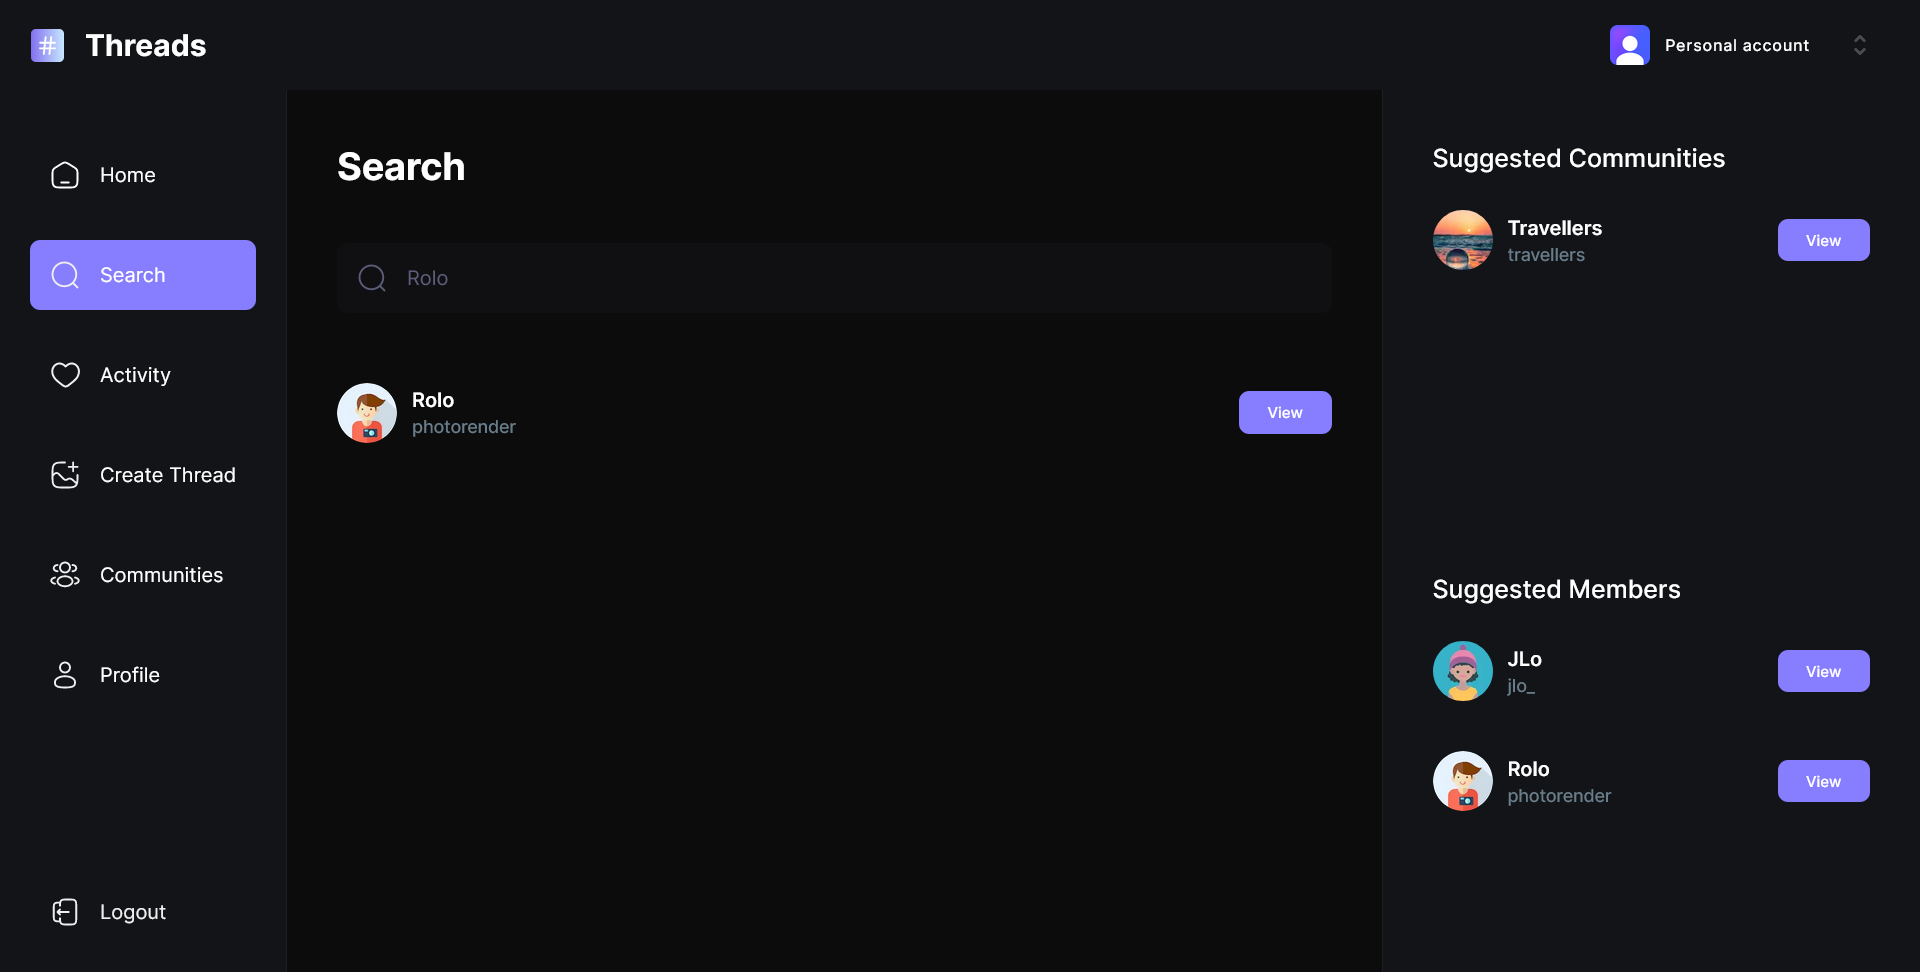 Threads
Personal account
Home
Search
Activity
Create Thread
Communities
Profile
Logout
Search
Rolo
Rolo
photorender
View
Suggested Communities
Travellers
travellers
View
Suggested Members
JLo
jlo_
View
Rolo
photorender
View